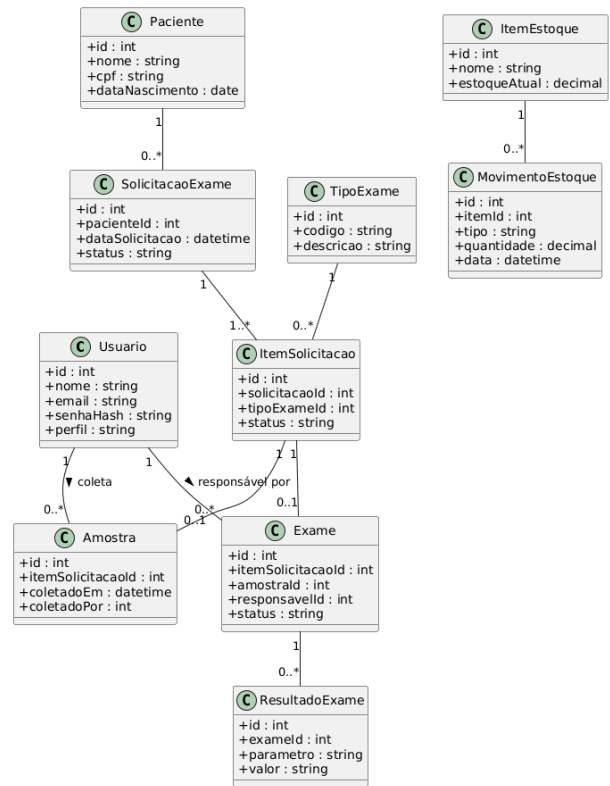 C Paciente
+id : int
+nome : string
+cpf : string
+dataNascimento : date
C ItemEstoque
+id : int
+nome : string
+estoqueAtual : decimal
1
0..*
1
0..*
C SolicitacaoExame
+id : int
+pacienteId : int
+dataSolicitacao : datetime
+status : string
C TipoExame
+id : int
+codigo : string
+descricao : string
C MovimentoEstoque
+id : int
+itemId : int
+tipo : string
+quantidade : decimal
+data : datetime
1
1..*
1
0..*
C Usuario
+id : int
+nome : string
+email : string
+senhaHash : string
+perfil : string
C ItemSolicitacao
+id : int
+solicitacaoId : int
+tipoExameId : int
+status : string
1
coleta
0..*
1
responsável por
0..*
1
0..1
1
0..1
C Amostra
+id : int
+itemSolicitacaoId : int
+coletadoEm : datetime
+coletadoPor : int
C Exame
+id : int
+itemSolicitacaoId : int
+amostraId : int
+responsavelId : int
+status : string
1
0..*
C ResultadoExame
+id : int
+exameId : int
+parametro : string
+valor : string